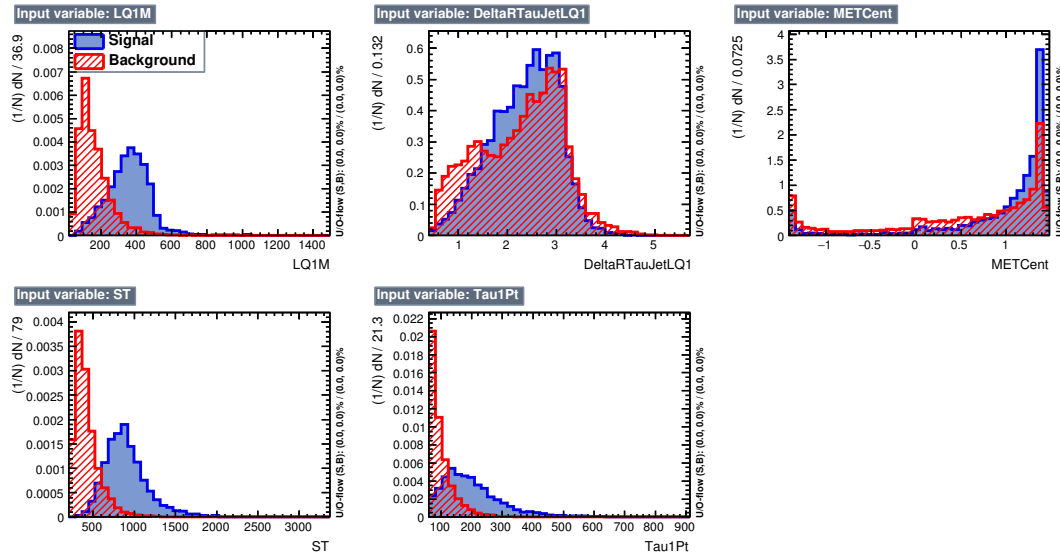 Input variable: LQ1M
(1/N) dN / 36.9
0.008
0.007
0.006
0.005
0.004
0.003
0.002
0.001
0
Signal
Background
200 400 600 800 1000 1200 1400
LQ1M
U/O-flow (S,B): (0.0, 0.0)% / (0.0, 0.0)%
Input variable: DeltaRTauJetLQ1
(1/N) dN / 0.132
0.6
0.5
0.4
0.3
0.2
0.1
0
1 2 3 4 5
DeltaRTauJetLQ1
U/O-flow (S,B): (0.0, 0.0)% / (0.0, 0.0)%
Input variable: METCent
(1/N) dN / 0.0725
4
3.5
3
2.5
2
1.5
1
0.5
0
−1 −0.5 0 0.5 1
METCent
U/O-flow (S,B): (0.0, 0.0)% / (0.0, 0.0)%
Input variable: ST
(1/N) dN / 79
0.004
0.0035
0.003
0.0025
0.002
0.0015
0.001
0.0005
0
500 1000 1500 2000 2500 3000
ST
U/O-flow (S,B): (0.0, 0.0)% / (0.0, 0.0)%
Input variable: Tau1Pt
(1/N) dN / 21.3
0.022
0.02
0.018
0.016
0.014
0.012
0.01
0.008
0.006
0.004
0.002
0
100 200 300 400 500 600 700 800 900
Tau1Pt
U/O-flow (S,B): (0.0, 0.0)% / (0.0, 0.0)%